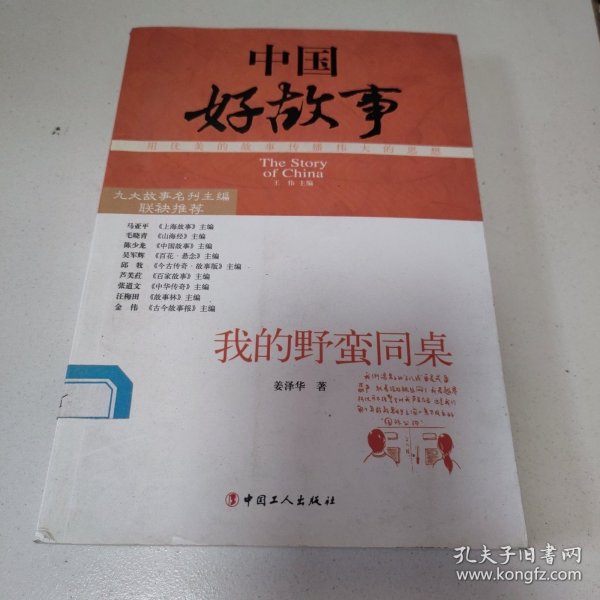 中国
好故事
用优美的故事传播伟大的思想
The Story
of China
王 伟 主编
九大故事名刊主编
联袂推荐
马亚平 《上海故事》主编
毛晓青 《山海经》主编
陈少龙 《中国故事》主编
吴军辉 《百花·悬念》主编
邱 我 《今古传奇·故事版》主编
芦芙荭 《百家故事》主编
张道文 《中华传奇》主编
汪梅田 《故事林》主编
金 伟 《古今故事报》主编
我的野蛮同桌
姜泽华 著
中国工人出版社
孔夫子旧书网
www.kongfz.com